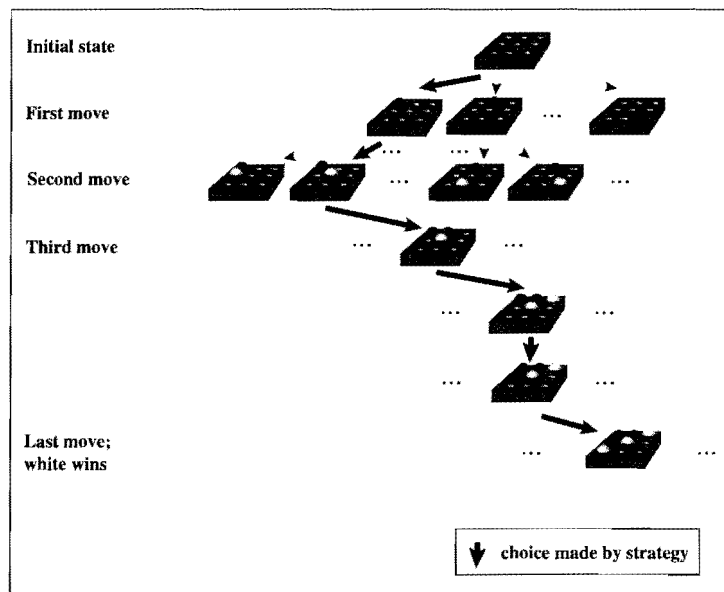 Initial state
First move
...
... ...
Second move
... ...
Third move
... ...
... ...
... ...
Last move;
white wins
... ...
choice made by strategy